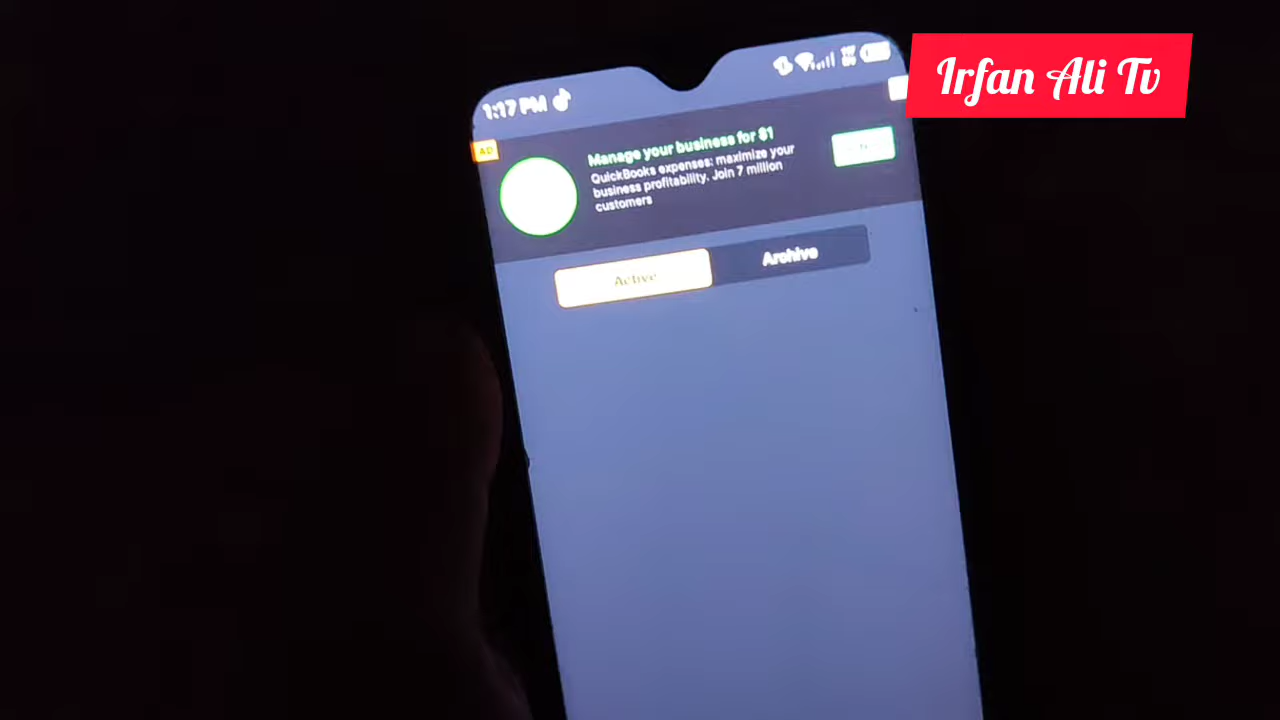 Irfan Ali Tv
1:17 PM
AD
Manage your business for $1
QuickBooks expenses: maximize your
business profitability. Join 7 million
customers
Active
Archive